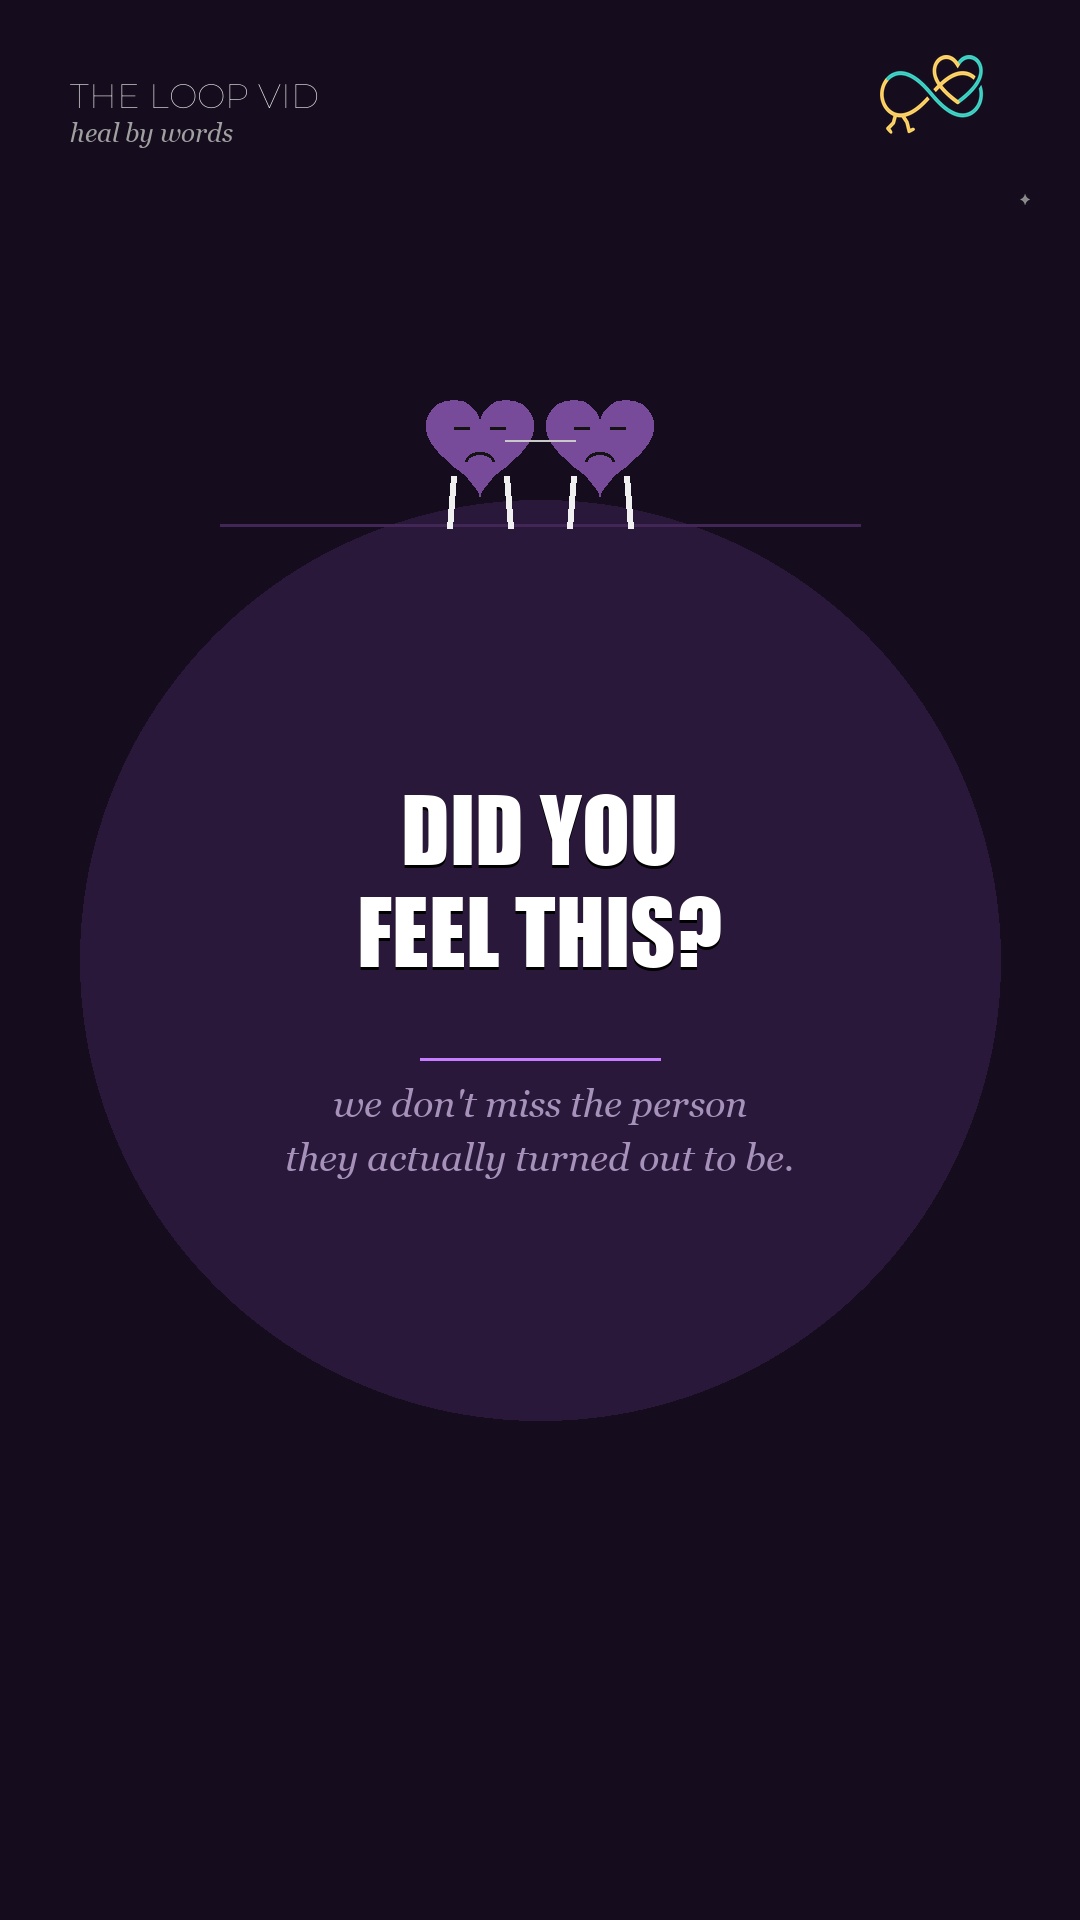 THE LOOP VID
heal by words
DID YOU
FEEL THIS?
we don't miss the person
they actually turned out to be.